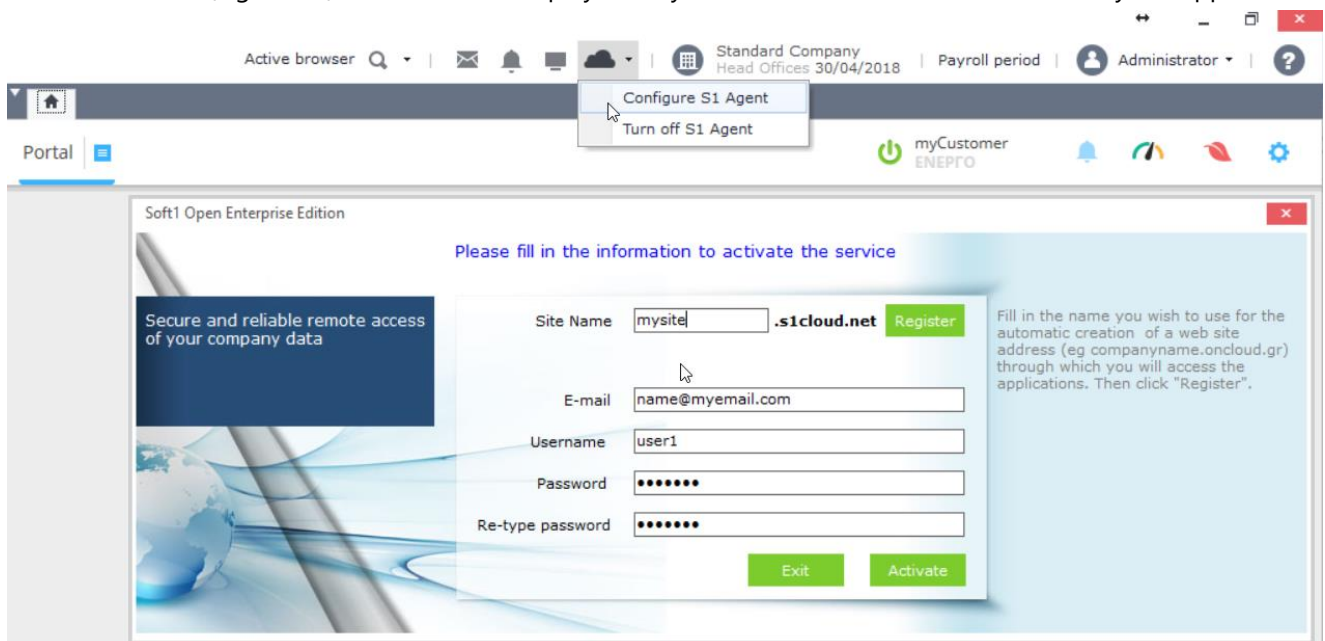 Active browser
Standard Company
Head Offices 30/04/2018
Payroll period
Administrator
Configure S1 Agent
Turn off S1 Agent
Portal
myCustomer
ΕΝΕΡΓΟ
Soft1 Open Enterprise Edition
Please fill in the information to activate the service
Secure and reliable remote access
of your company data
Site Name mysite .s1cloud.net Register
E-mail name@myemail.com
Username user1
Password •••••••
Re-type password •••••••
Exit Activate
Fill in the name you wish to use for the
automatic creation of a web site
address (eg companyname.oncloud.gr)
through which you will access the
applications. Then click "Register".